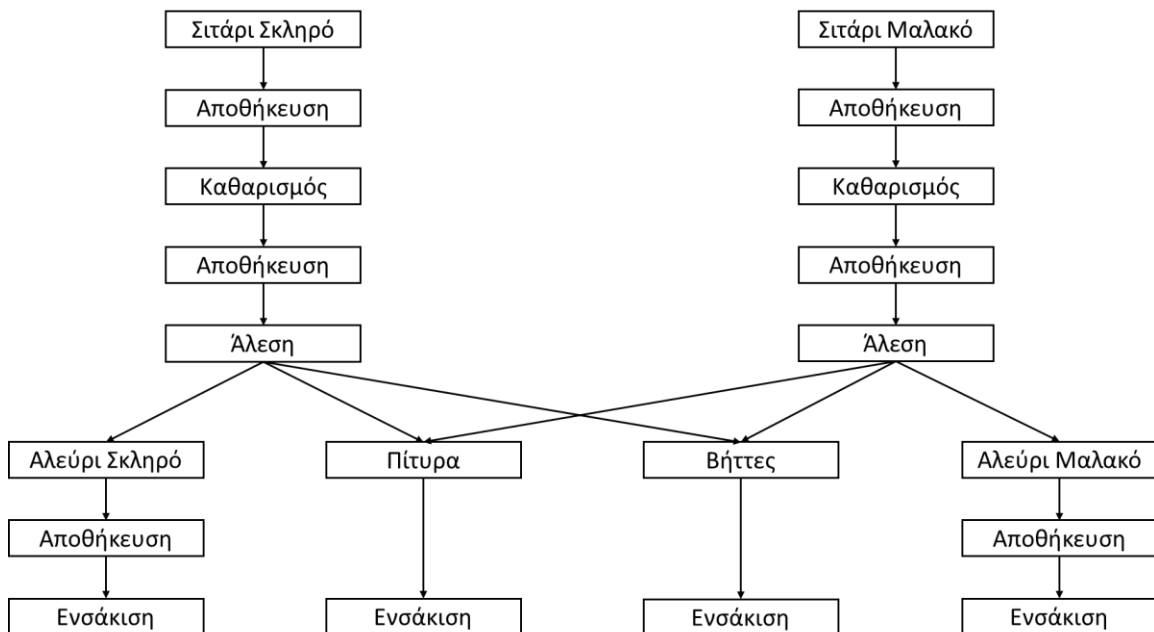 Σιτάρι Σκληρό
Σιτάρι Μαλακό
Αποθήκευση
Αποθήκευση
Καθαρισμός
Καθαρισμός
Αποθήκευση
Αποθήκευση
Άλεση
Άλεση
Αλεύρι Σκληρό
Πίτυρα
Βήττες
Αλεύρι Μαλακό
Αποθήκευση
Αποθήκευση
Ενσάκιση
Ενσάκιση
Ενσάκιση
Ενσάκιση